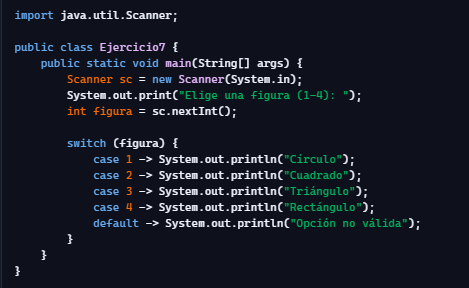 import java.util.Scanner;
public class Ejercicio7 {
public static void main(String[] args) {
Scanner sc = new Scanner(System.in);
System.out.print("Elige una figura (1-4): ");
int figura = sc.nextInt();
switch (figura) {
case 1 -> System.out.println("Círculo");
case 2 -> System.out.println("Cuadrado");
case 3 -> System.out.println("Triángulo");
case 4 -> System.out.println("Rectángulo");
default -> System.out.println("Opción no válida");
}
}
}